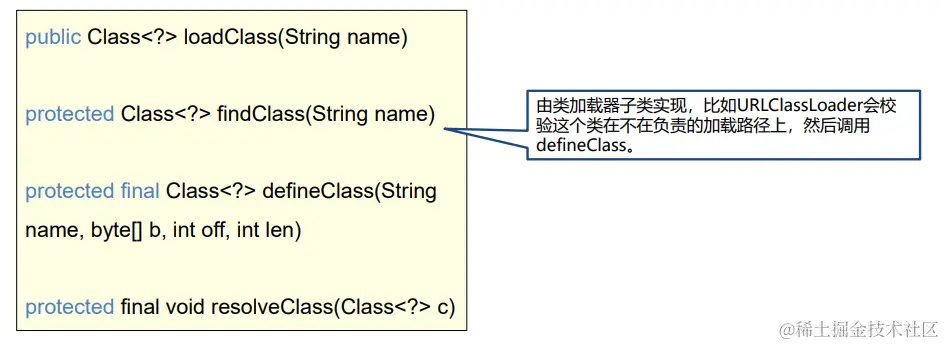 public Class<?> loadClass(String name)
protected Class<?> findClass(String name)
由类加载器子类实现，比如URLClassLoader会校
验这个类在不在负责的加载路径上，然后调用
defineClass。
protected final Class<?> defineClass(String
name, byte[] b, int off, int len)
protected final void resolveClass(Class<?> c)
@稀土掘金技术社区